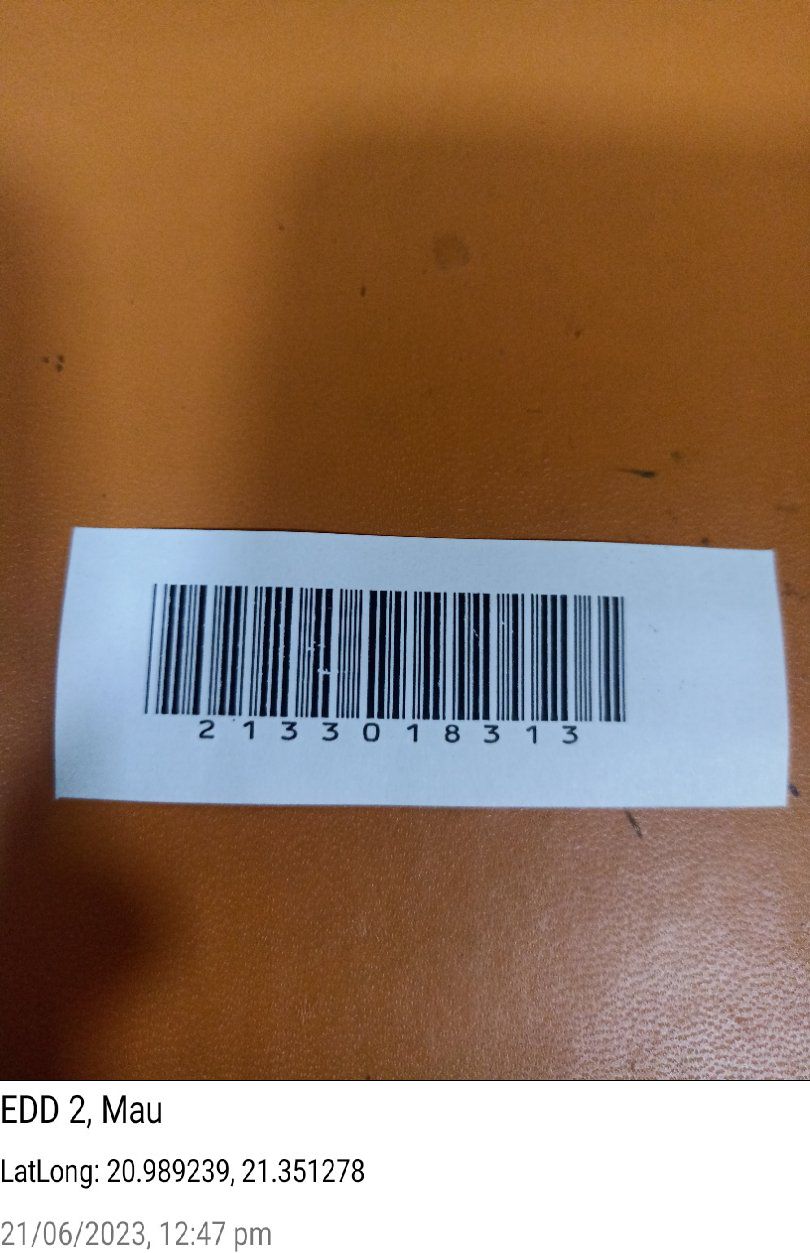 2133018313
EDD 2, Mau
LatLong: 20.989239, 21.351278
21/06/2023, 12:47 pm